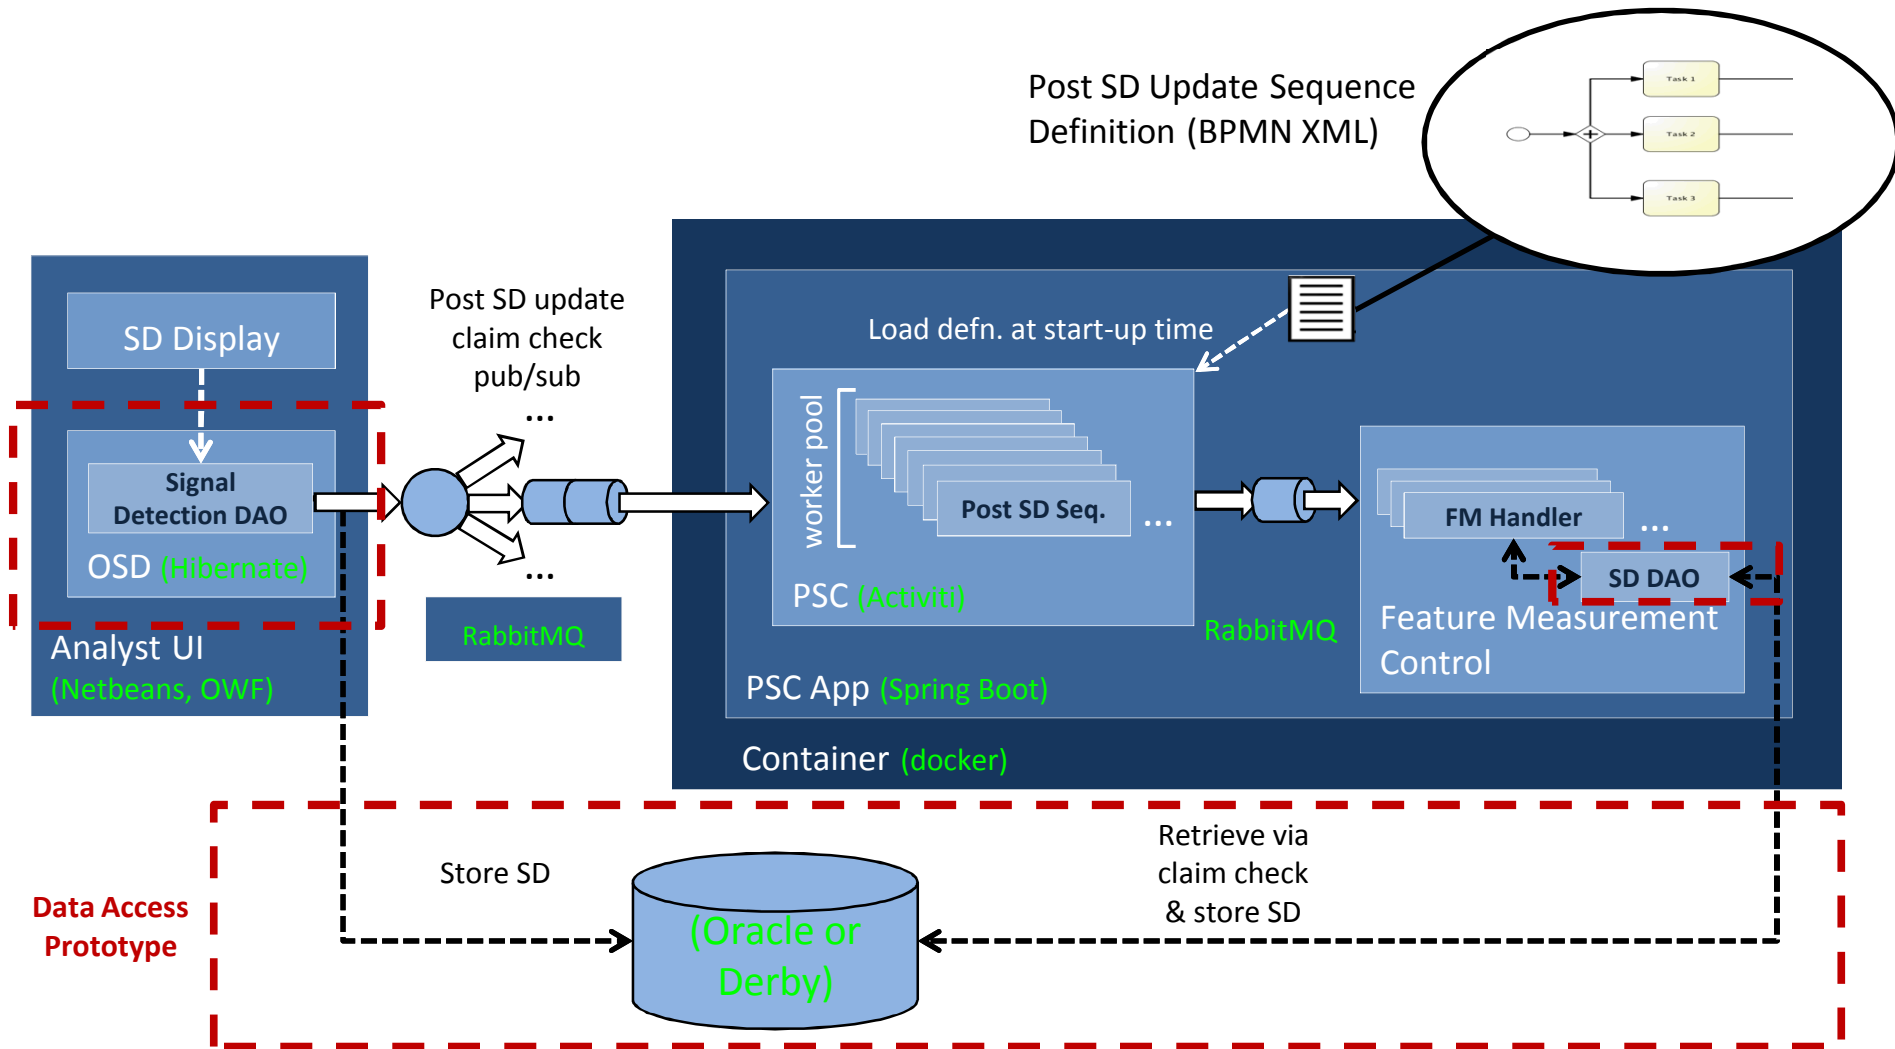 Post SD Update Sequence
Definition (BPMN XML)
Task 1
Task 2
Task 3
SD Display
Signal
Detection DAO
OSD (Hibernate)
Analyst UI
(Netbeans, OWF)
Post SD update
claim check
pub/sub
...
...
RabbitMQ
Load defn. at start-up time
worker pool
Post SD Seq.
...
PSC (Activiti)
RabbitMQ
FM Handler
...
SD DAO
Feature Measurement
Control
PSC App (Spring Boot)
Container (docker)
Data Access
Prototype
Store SD
(Oracle or
Derby)
Retrieve via
claim check
& store SD